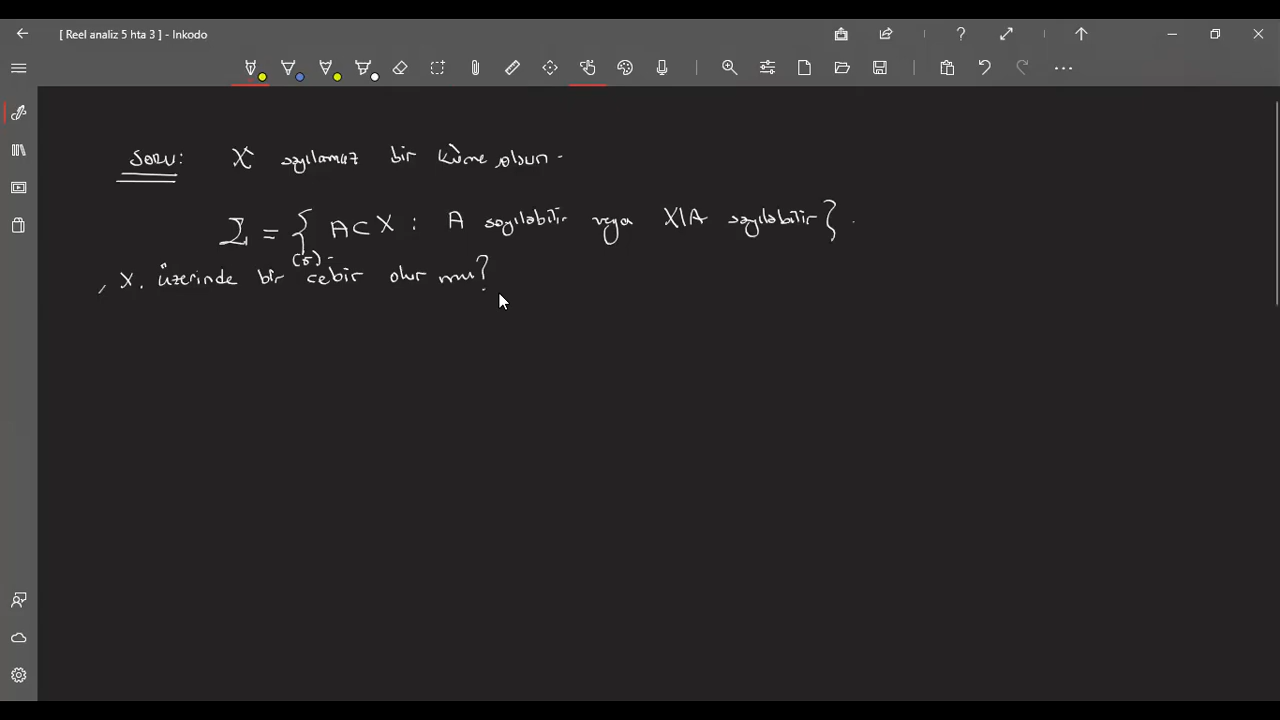 [ Reel analiz 5 hta 3 ] - Inkodo
SORU: X sayılamaz bir küme olsun.
Σ = { A ⊂ X : A sayılabilir veya X\A sayılabilir } .
(σ) -
, X. üzerinde bir cebir olur mu?